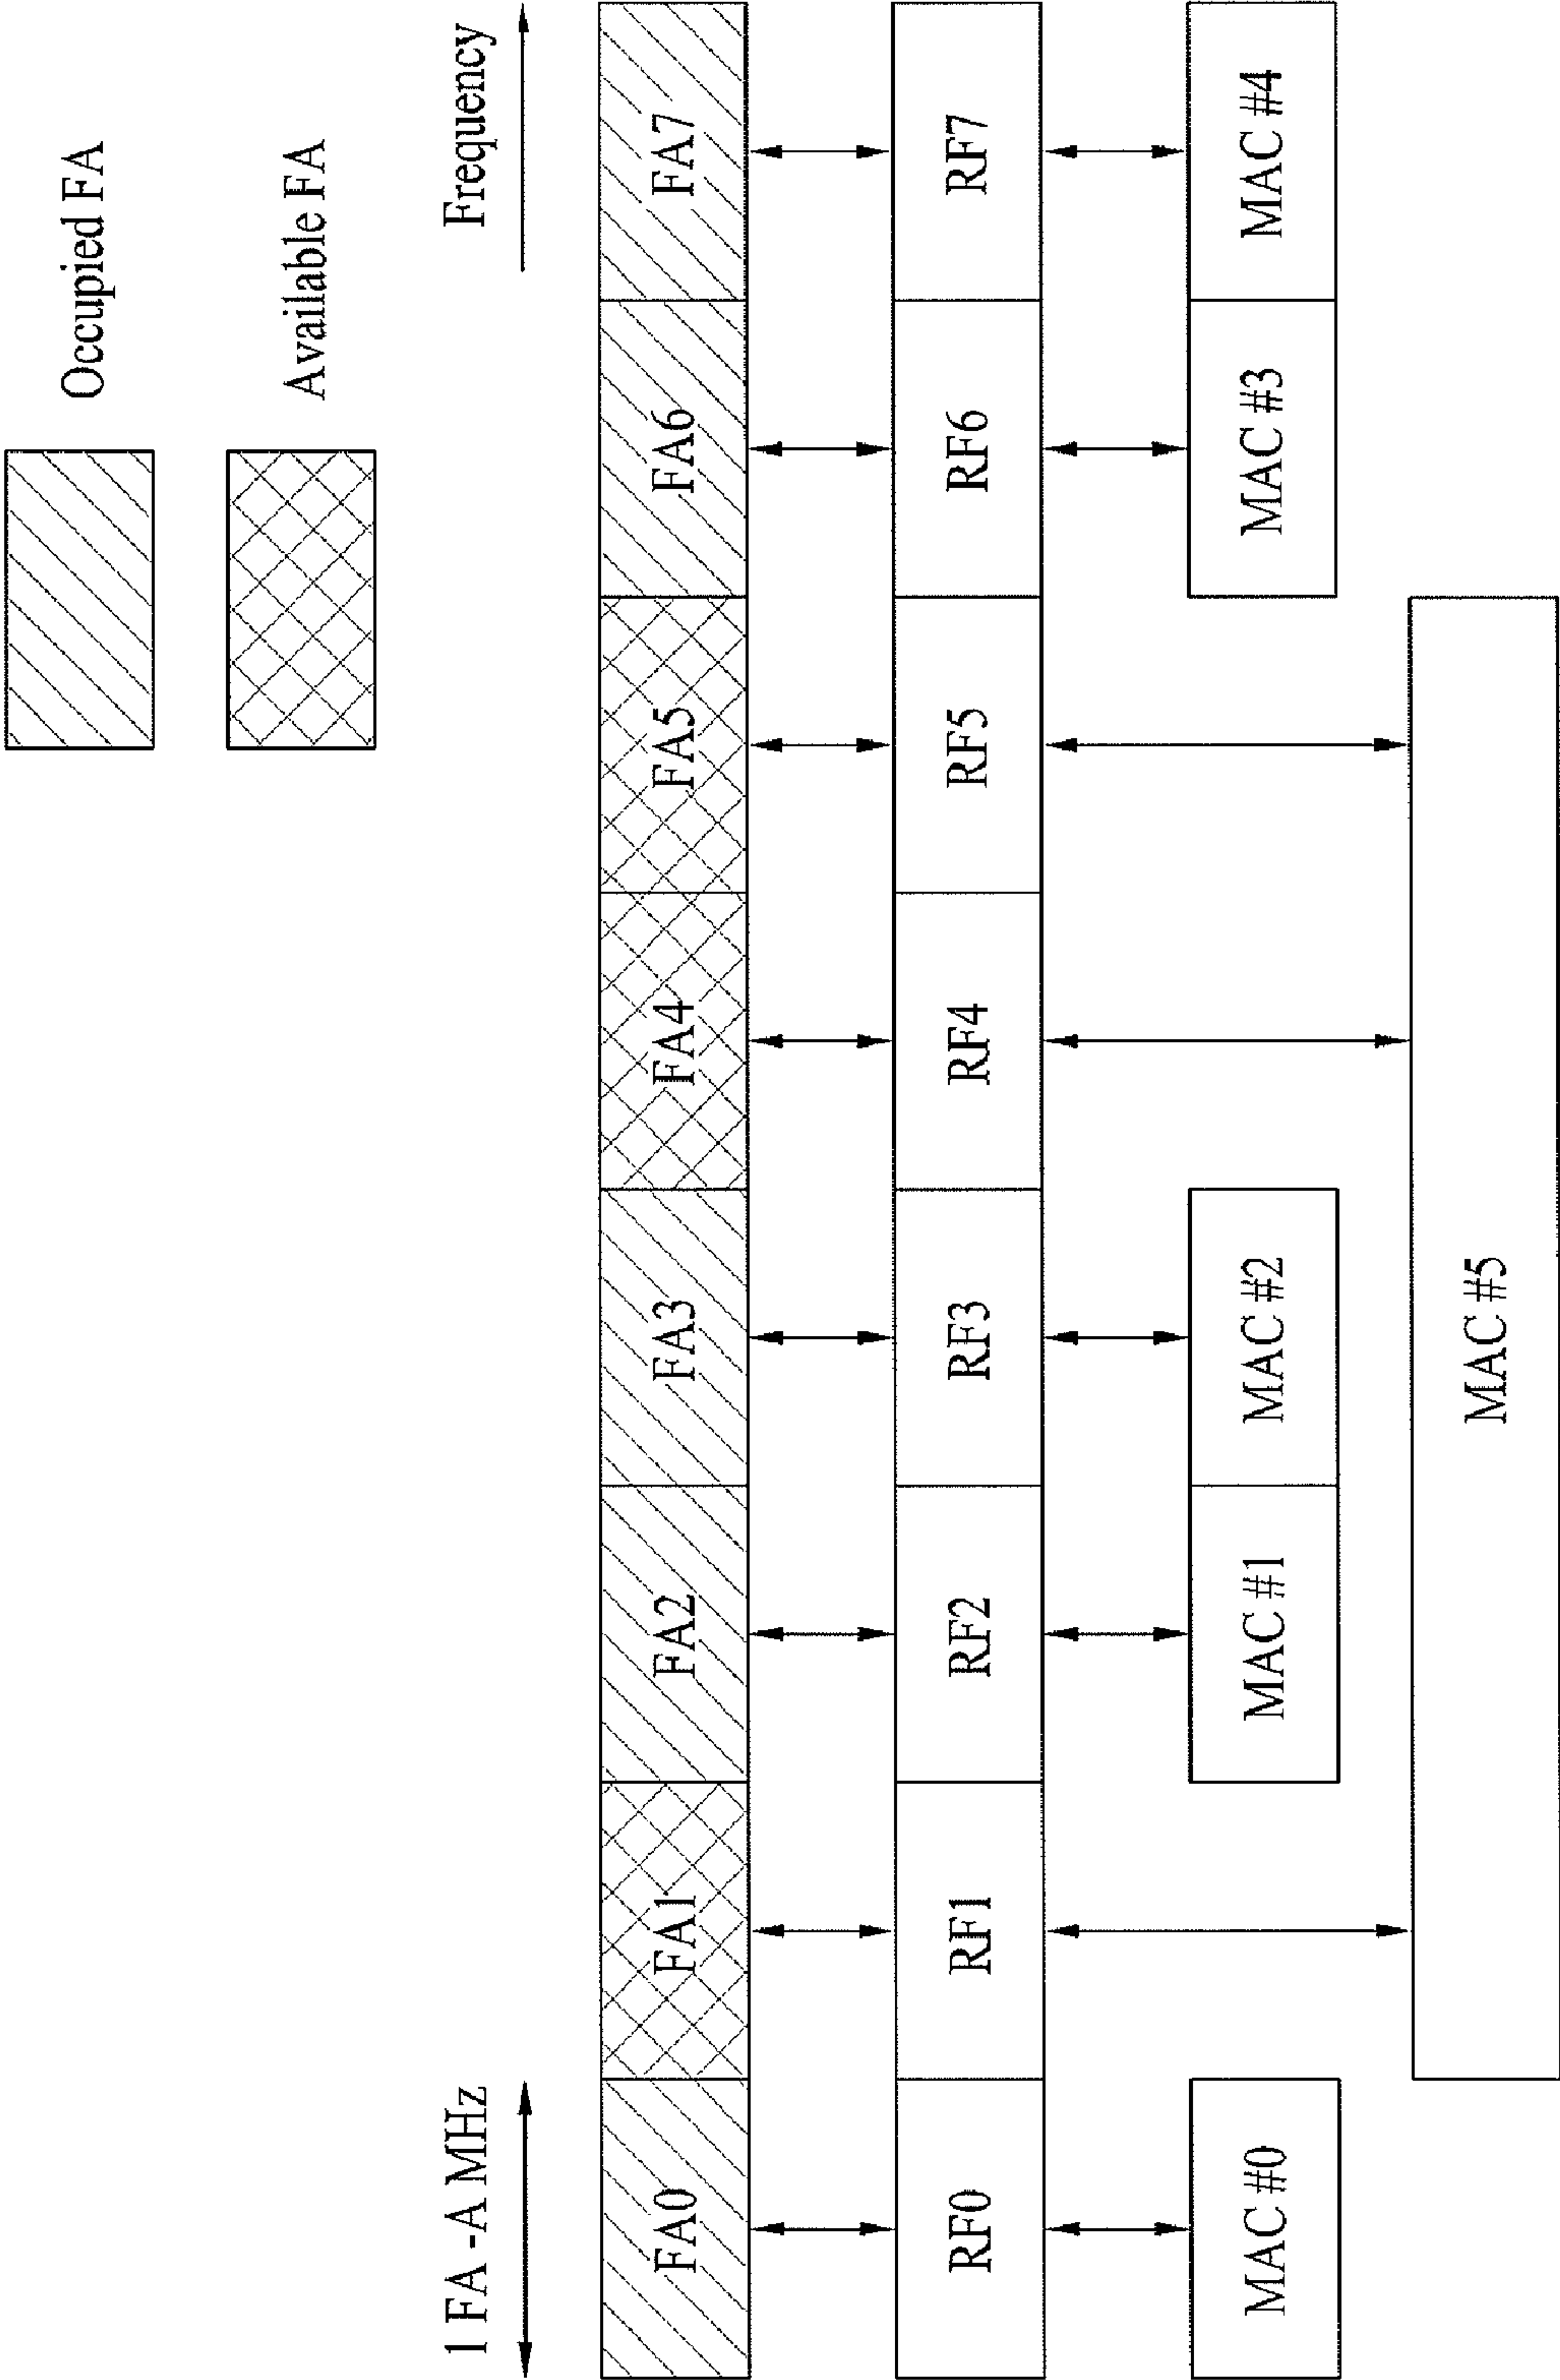 Occupied FA
Available FA
1 FA -A MHz
Frequency
FA0 FA1 FA2 FA3 FA4 FA5 FA6 FA7
RF0 RF1 RF2 RF3 RF4 RF5 RF6 RF7
MAC #0 MAC #1 MAC #2 MAC #3 MAC #4
MAC #5